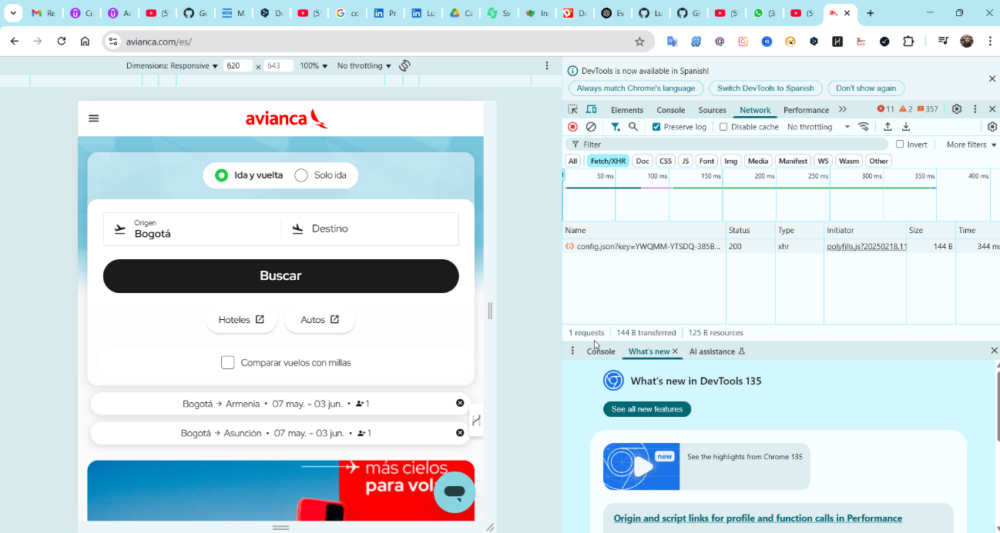 Re
Co
Au
(5
Ge
M
De
(5
co
Pr
Lu
Ca
Sv
In
Do
Ev
Lu
Gi
(5
(3
(5
avianca.com/es/
Dimensions: Responsive 620 × 643 100% No throttling
DevTools is now available in Spanish!
Always match Chrome's language Switch DevTools to Spanish Don't show again
Elements Console Sources Network Performance 11 2 357
Preserve log Disable cache No throttling
Filter Invert More filters
All Fetch/XHR Doc CSS JS Font Img Media Manifest WS Wasm Other
50 ms 100 ms 150 ms 200 ms 250 ms 300 ms 350 ms 400 ms
Name Status Type Initiator Size Time
config.json?key=YWQMM-YTSDQ-385B... 200 xhr polyfills.js?20250218.11 144 B 344 ms
1 requests 144 B transferred 125 B resources
Console What's new AI assistance
What's new in DevTools 135
See all new features
new
See the highlights from Chrome 135
Origin and script links for profile and function calls in Performance
avianca
Ida y vuelta Solo ida
Origen
Bogotá
Destino
Buscar
Hoteles Autos
Comparar vuelos con millas
Bogotá → Armenia • 07 may. - 03 jun. • 1
Bogotá → Asunción • 07 may. - 03 jun. • 1
más cielos
para vola